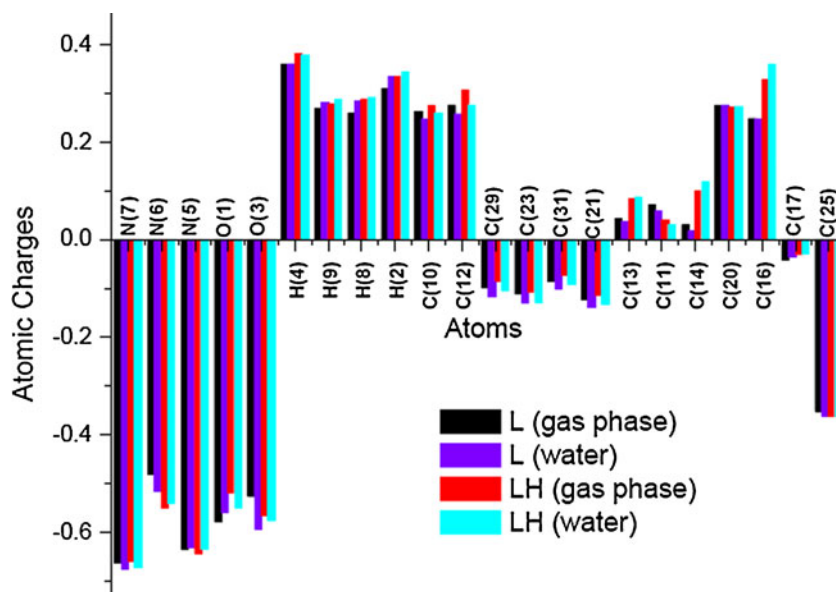 0.4
0.2
0.0
-0.2
-0.4
-0.6
Atomic Charges
N(7)
N(6)
N(5)
O(1)
O(3)
H(4)
H(9)
H(8)
H(2)
C(10)
C(12)
C(29)
C(23)
C(31)
C(21)
C(13)
C(11)
C(14)
C(20)
C(16)
C(17)
C(25)
Atoms
L (gas phase)
L (water)
LH (gas phase)
LH (water)